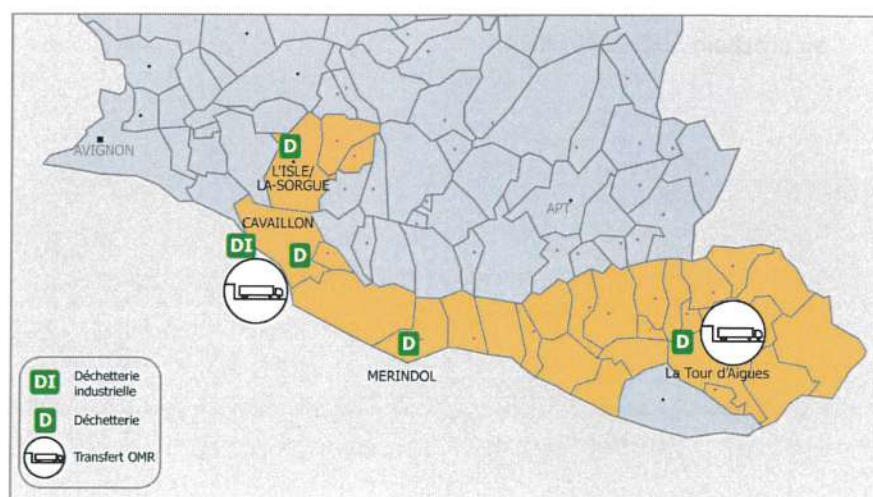 AVIGNON
D
L'ISLE/
LA-SORGUE
CAVAILLON
APT
DI
D
D
D
MERINDOL
La Tour d'Aigues
DI Déchetterie
industrielle
D Déchetterie
Transfert OMR